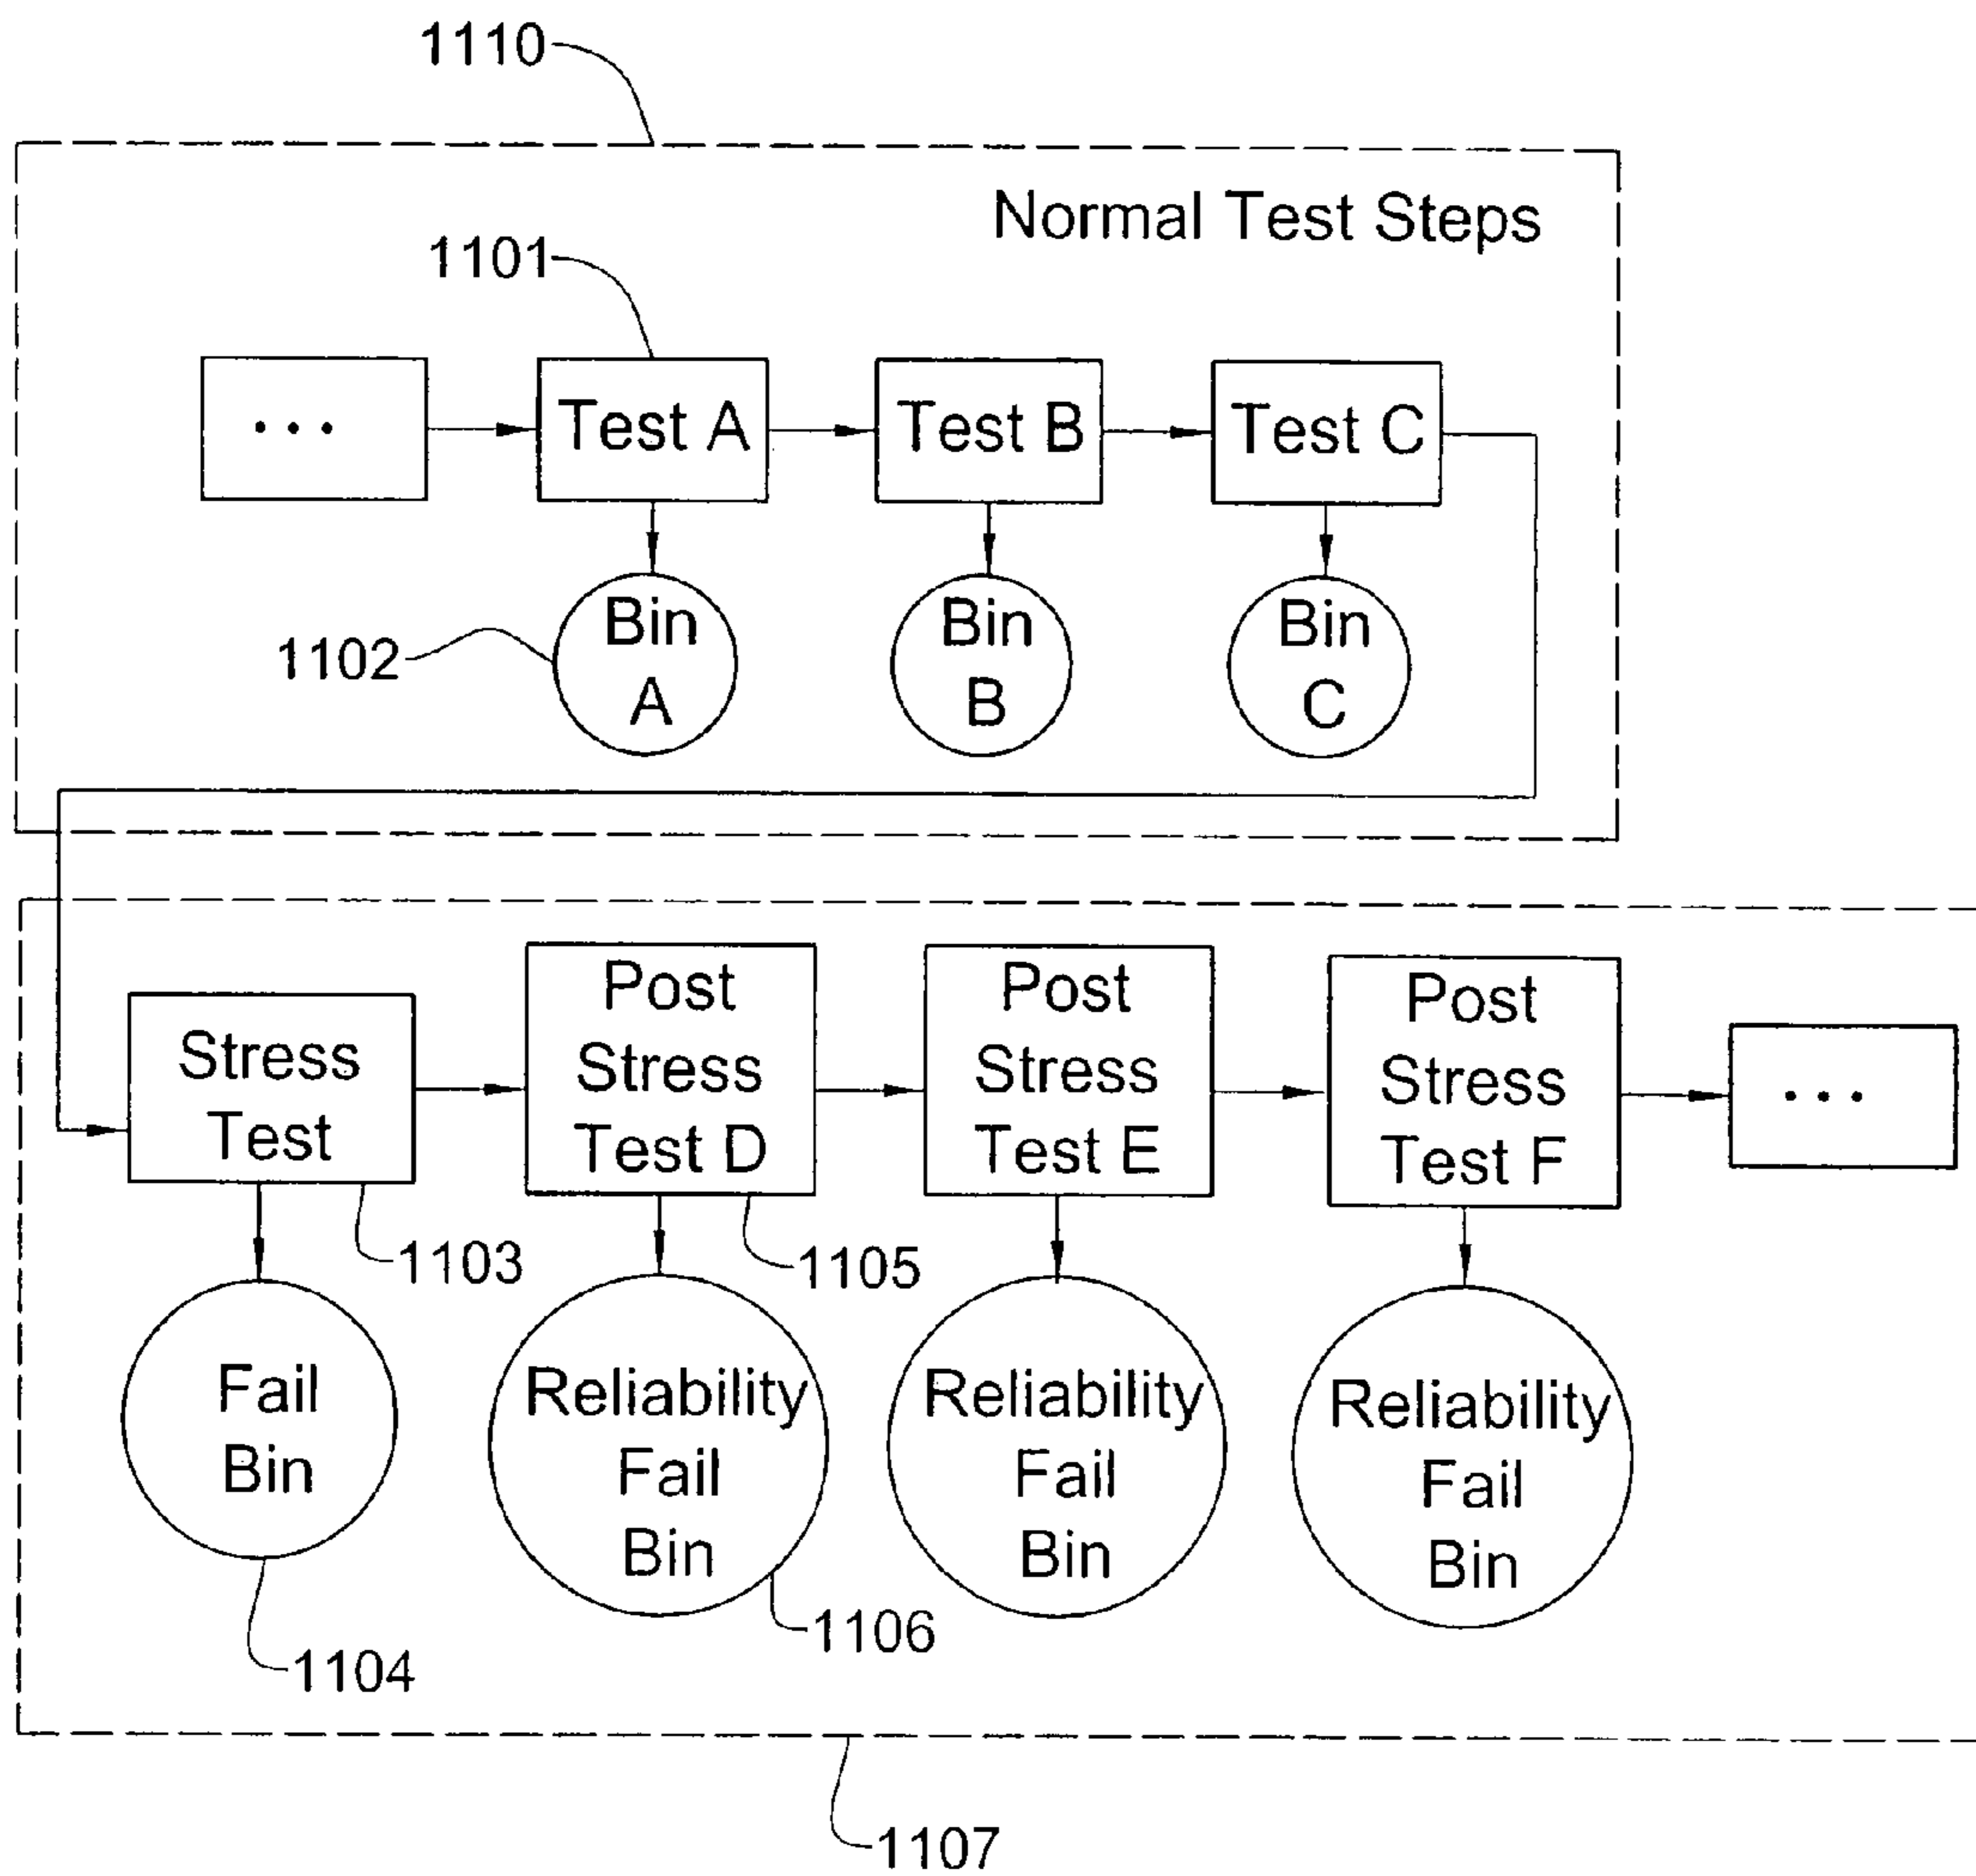 1110
Normal Test Steps
1101
...
Test A
Test B
Test C
Bin
A
Bin
B
Bin
C
1102
Stress
Test
Post
Stress
Test D
Post
Stress
Test E
Post
Stress
Test F
...
1103
1105
Fail
Bin
Reliability
Fail
Bin
Reliability
Fail
Bin
Reliability
Fail
Bin
1104
1106
1107